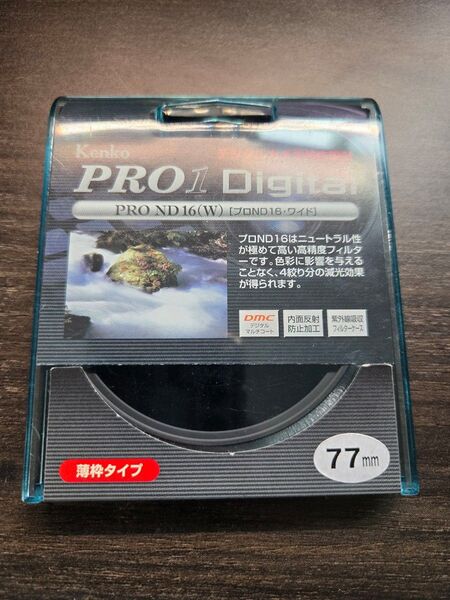 Kenko
PRO1 Digital
PRO ND16(W) [プロND16・ワイド]
プロND16はニュートラル性
が極めて高い高精度フィルタ
ーです。色彩に影響を与える
ことなく、4絞り分の減光効果
が得られます。
DMC
デジタル
マルチコート
内面反射
防止加工
紫外線吸収
フィルターケース
薄枠タイプ
77mm